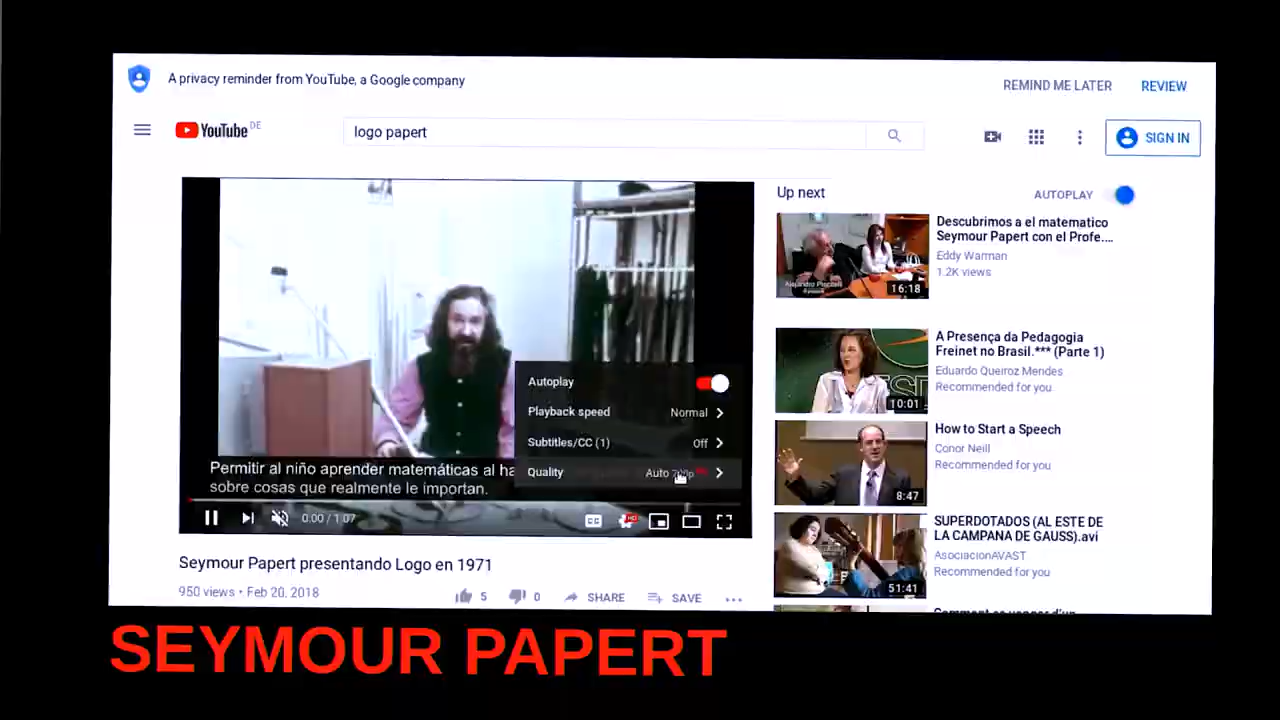 A privacy reminder from YouTube, a Google company
REMIND ME LATER
REVIEW
YouTube DE
logo papert
SIGN IN
Up next
AUTOPLAY
Descubrimos a el matematico
Seymour Papert con el Profe....
Eddy Warman
1.2K views
16:18
A Presença da Pedagogia
Freinet no Brasil.*** (Parte 1)
Eduardo Queiroz Mendes
Recommended for you
10:01
How to Start a Speech
Conor Neill
Recommended for you
8:47
SUPERDOTADOS (AL ESTE DE
LA CAMPANA DE GAUSS).avi
AsociacionAVAST
Recommended for you
51:41
Autoplay
Playback speed Normal
Subtitles/CC (1) Off
Quality Auto
Permitir al niño aprender matemáticas al ha
sobre cosas que realmente le importan.
0:00 / 1:07
HD
Seymour Papert presentando Logo en 1971
950 views • Feb 20, 2018
5
0
SHARE
SAVE
SEYMOUR PAPERT